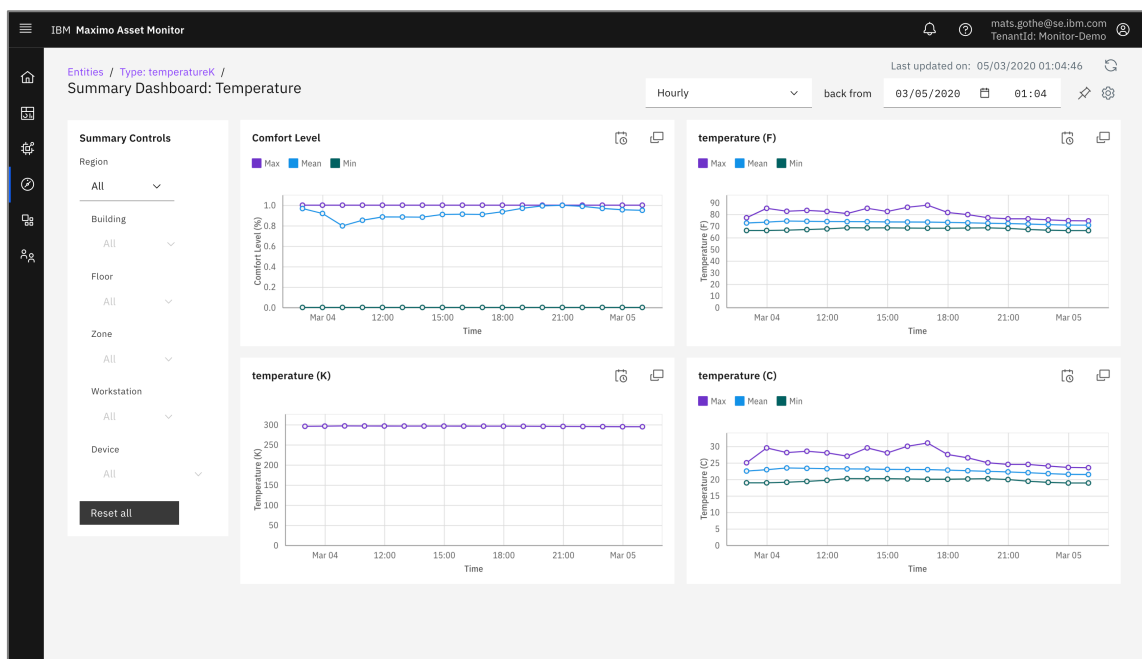 IBM Maximo Asset Monitor
mats.gothe@se.ibm.com
TenantId: Monitor-Demo
Entities / Type: temperatureK /
Summary Dashboard: Temperature
Last updated on: 05/03/2020 01:04:46
Hourly back from 03/05/2020 01:04
Summary Controls
Region
All
Building
All
Floor
All
Zone
All
Workstation
All
Device
All
Reset all
Comfort Level
Max Mean Min
Comfort Level (%)
1.0
0.8
0.6
0.4
0.2
0.0
Mar 04 12:00 15:00 18:00 21:00 Mar 05
Time
temperature (F)
Max Mean Min
Temperature (F)
90
80
70
60
50
40
30
20
10
0
Mar 04 12:00 15:00 18:00 21:00 Mar 05
Time
temperature (K)
Temperature (K)
300
250
200
150
100
50
0
Mar 04 12:00 15:00 18:00 21:00 Mar 05
Time
temperature (C)
Max Mean Min
Temperature (C)
30
25
20
15
10
5
0
Mar 04 12:00 15:00 18:00 21:00 Mar 05
Time